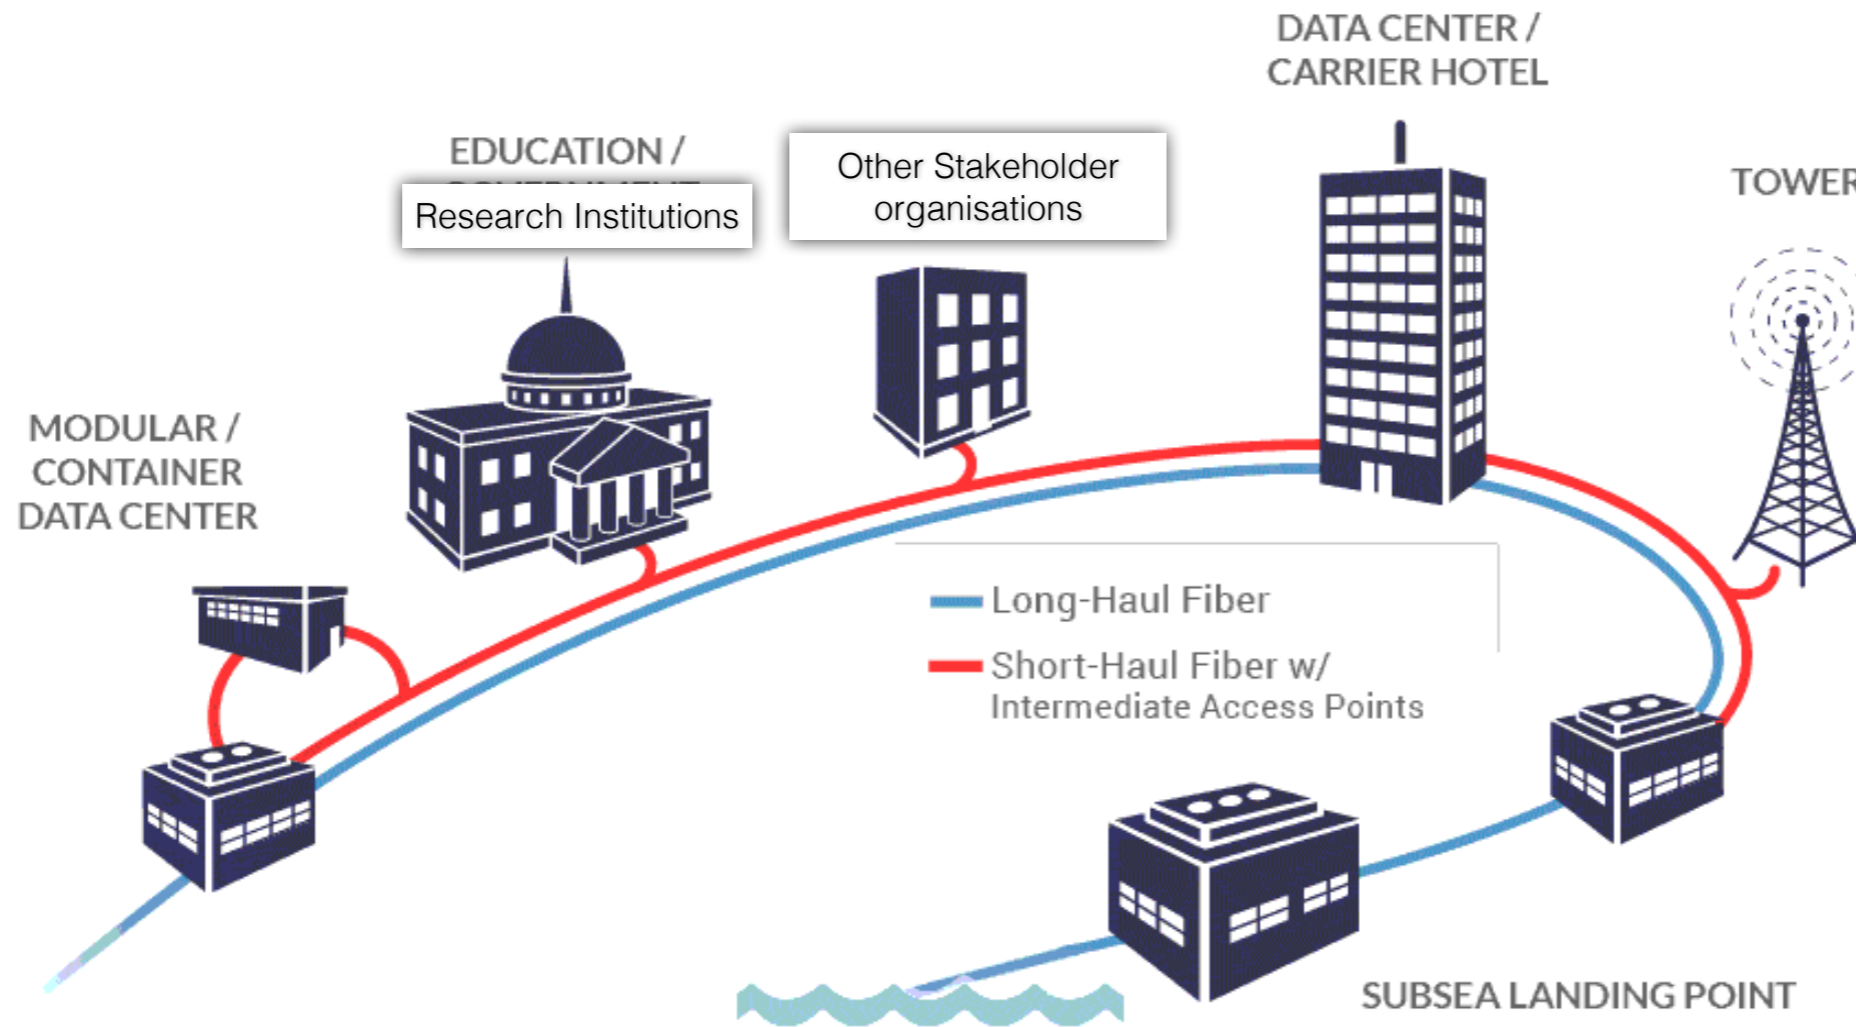 DATA CENTER /
CARRIER HOTEL
EDUCATION /
Research Institutions
Other Stakeholder
organisations
TOWER
MODULAR /
CONTAINER
DATA CENTER
Long-Haul Fiber
Short-Haul Fiber w/
Intermediate Access Points
SUBSEA LANDING POINT